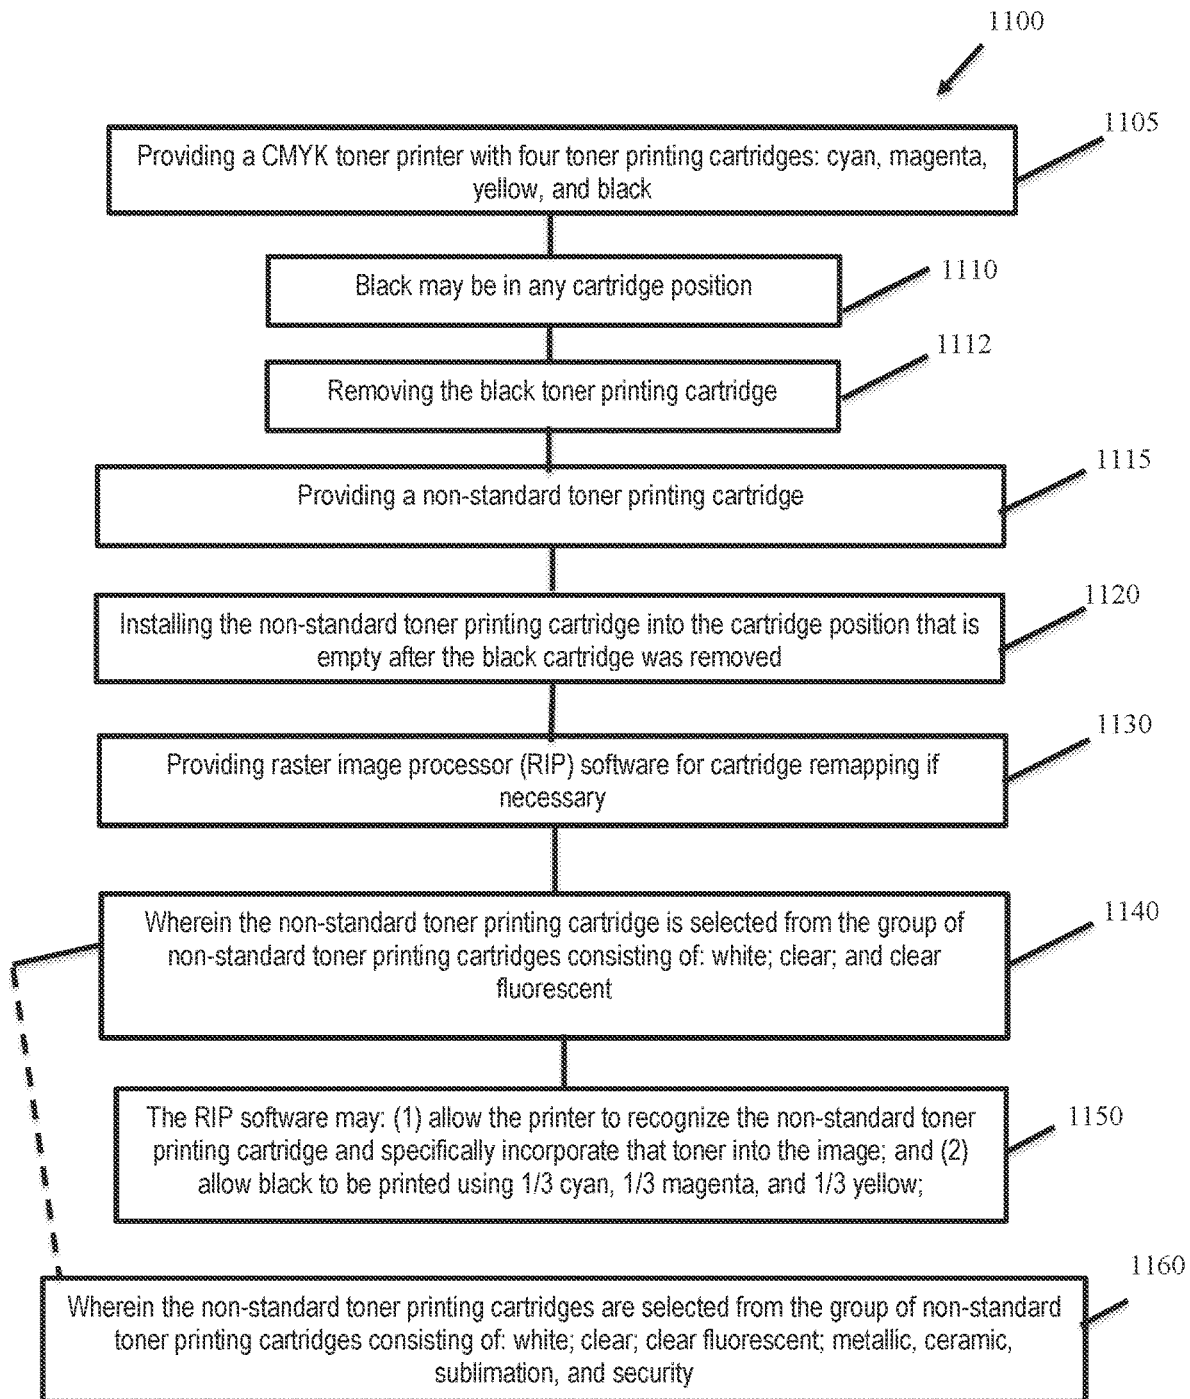 1100
1105
Providing a CMYK toner printer with four toner printing cartridges: cyan, magenta,
yellow, and black
1110
Black may be in any cartridge position
1112
Removing the black toner printing cartridge
1115
Providing a non-standard toner printing cartridge
1120
Installing the non-standard toner printing cartridge into the cartridge position that is
empty after the black cartridge was removed
1130
Providing raster image processor (RIP) software for cartridge remapping if
necessary
1140
Wherein the non-standard toner printing cartridge is selected from the group of
non-standard toner printing cartridges consisting of: white; clear; and clear
fluorescent
1150
The RIP software may: (1) allow the printer to recognize the non-standard toner
printing cartridge and specifically incorporate that toner into the image; and (2)
allow black to be printed using 1/3 cyan, 1/3 magenta, and 1/3 yellow;
1160
Wherein the non-standard toner printing cartridges are selected from the group of non-standard
toner printing cartridges consisting of: white; clear; clear fluorescent; metallic, ceramic,
sublimation, and security